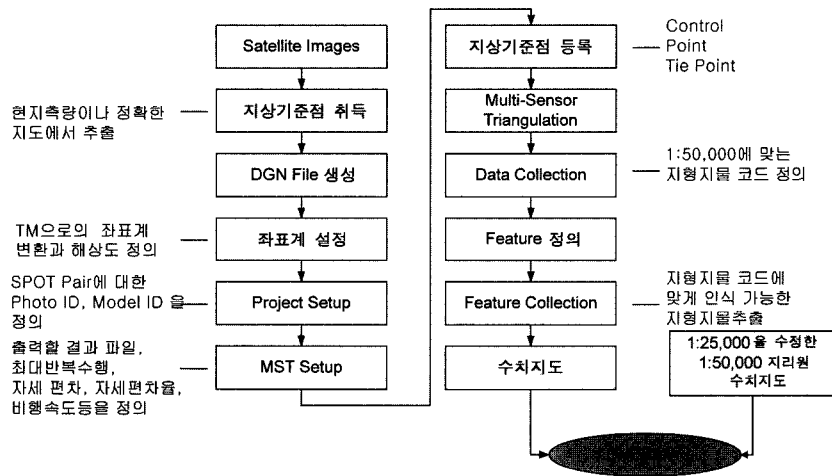 Satellite Images
현지측량이나 정확한
지도에서 추출
지상기준점 취득
DGN File 생성
TM으로의 좌표계
변환과 해상도 정의
좌표계 설정
SPOT Pair에 대한
Photo ID, Model ID 을
정의
Project Setup
출력할 결과 파일,
최대반복수행,
자세 편차, 자세편차율,
비행속도등을 정의
MST Setup
지상기준점 등록
Control
Point
Tie Point
Multi-Sensor
Triangulation
Data Collection
1:50,000에 맞는
지형지물 코드 정의
Feature 정의
Feature Collection
지형지물 코드에
맞게 인식 가능한
지형지물추출
수치지도
1:25,000 을 수정한
1:50,000 지리원
수치지도